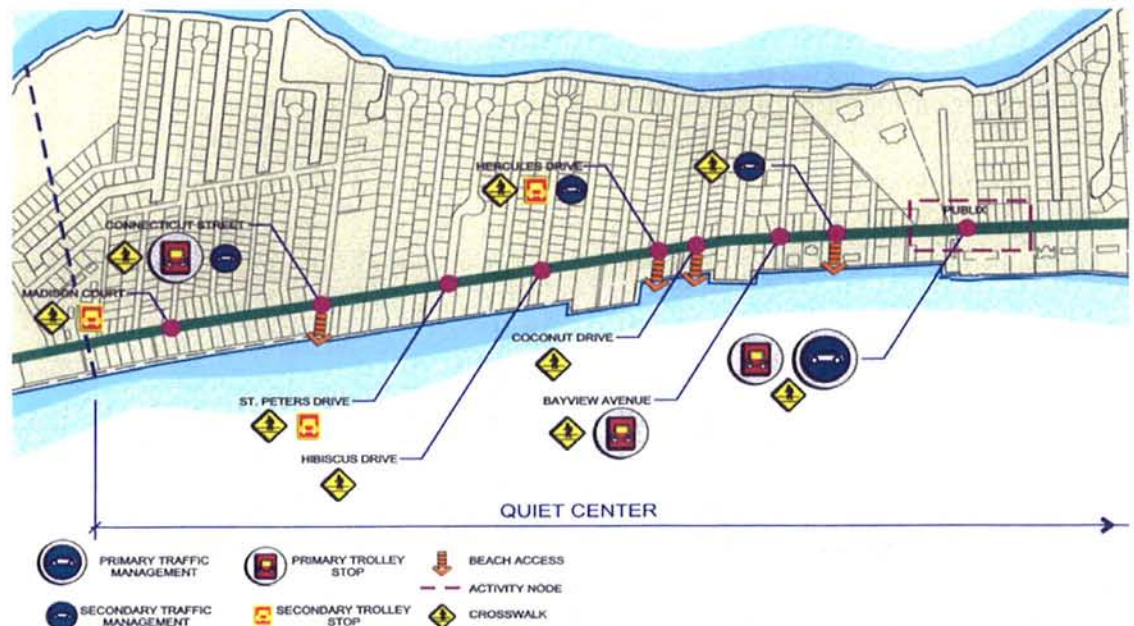 HERCULES DRIVE
PUBLIX
CONNECTICUT STREET
MADISON COURT
COCONUT DRIVE
ST. PETERS DRIVE
BAYVIEW AVENUE
HIBISCUS DRIVE
QUIET CENTER
PRIMARY TRAFFIC
MANAGEMENT
PRIMARY TROLLEY
STOP
BEACH ACCESS
ACTIVITY NODE
SECONDARY TRAFFIC
MANAGEMENT
SECONDARY TROLLEY
STOP
CROSSWALK